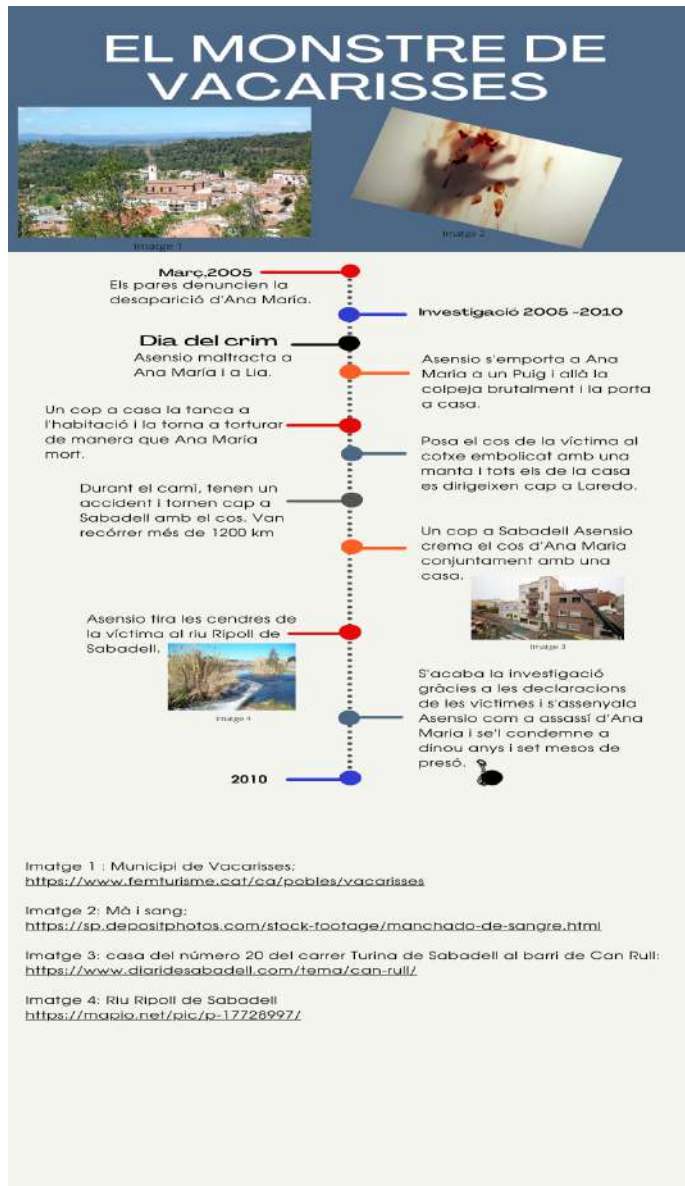 EL MONSTRE DE
VACARISSES
Imatge 1
Imatge 2
Març,2005
Els pares denuncien la
desaparició d'Ana María.
Investigació 2005 -2010
Dia del crim
Asensio maltracta a
Ana María i a Lia.
Asensio s'emporta a Ana
Maria a un Puig i allà la
colpeja brutalment i la porta
a casa.
Un cop a casa la tanca a
l'habitació i la torna a torturar
de manera que Ana María
mort.
Posa el cos de la víctima al
cotxe embolicat amb una
manta i tots els de la casa
es dirigeixen cap a Laredo.
Durant el camí, tenen un
accident i tornen cap a
Sabadell amb el cos. Van
recórrer més de 1200 km
Un cop a Sabadell Asensio
crema el cos d'Ana Maria
conjuntament amb una
casa.
Imatge 3
Asensio tira les cendres de
la víctima al riu Ripoll de
Sabadell.
Imatge 4
S'acaba la investigació
gràcies a les declaracions
de les víctimes i s'assenyala
Asensio com a assassí d'Ana
Maria i se'l condemne a
dinou anys i set mesos de
presó.
2010
Imatge 1 : Municipi de Vacarisses:
https://www.femturisme.cat/ca/pobles/vacarisses
Imatge 2: Mà i sang:
https://sp.depositphotos.com/stock-footage/manchado-de-sangre.html
Imatge 3: casa del número 20 del carrer Turina de Sabadell al barri de Can Rull:
https://www.diaridesabadell.com/tema/can-rull/
Imatge 4: Riu Ripoll de Sabadell
https://mapio.net/pic/p-17728997/